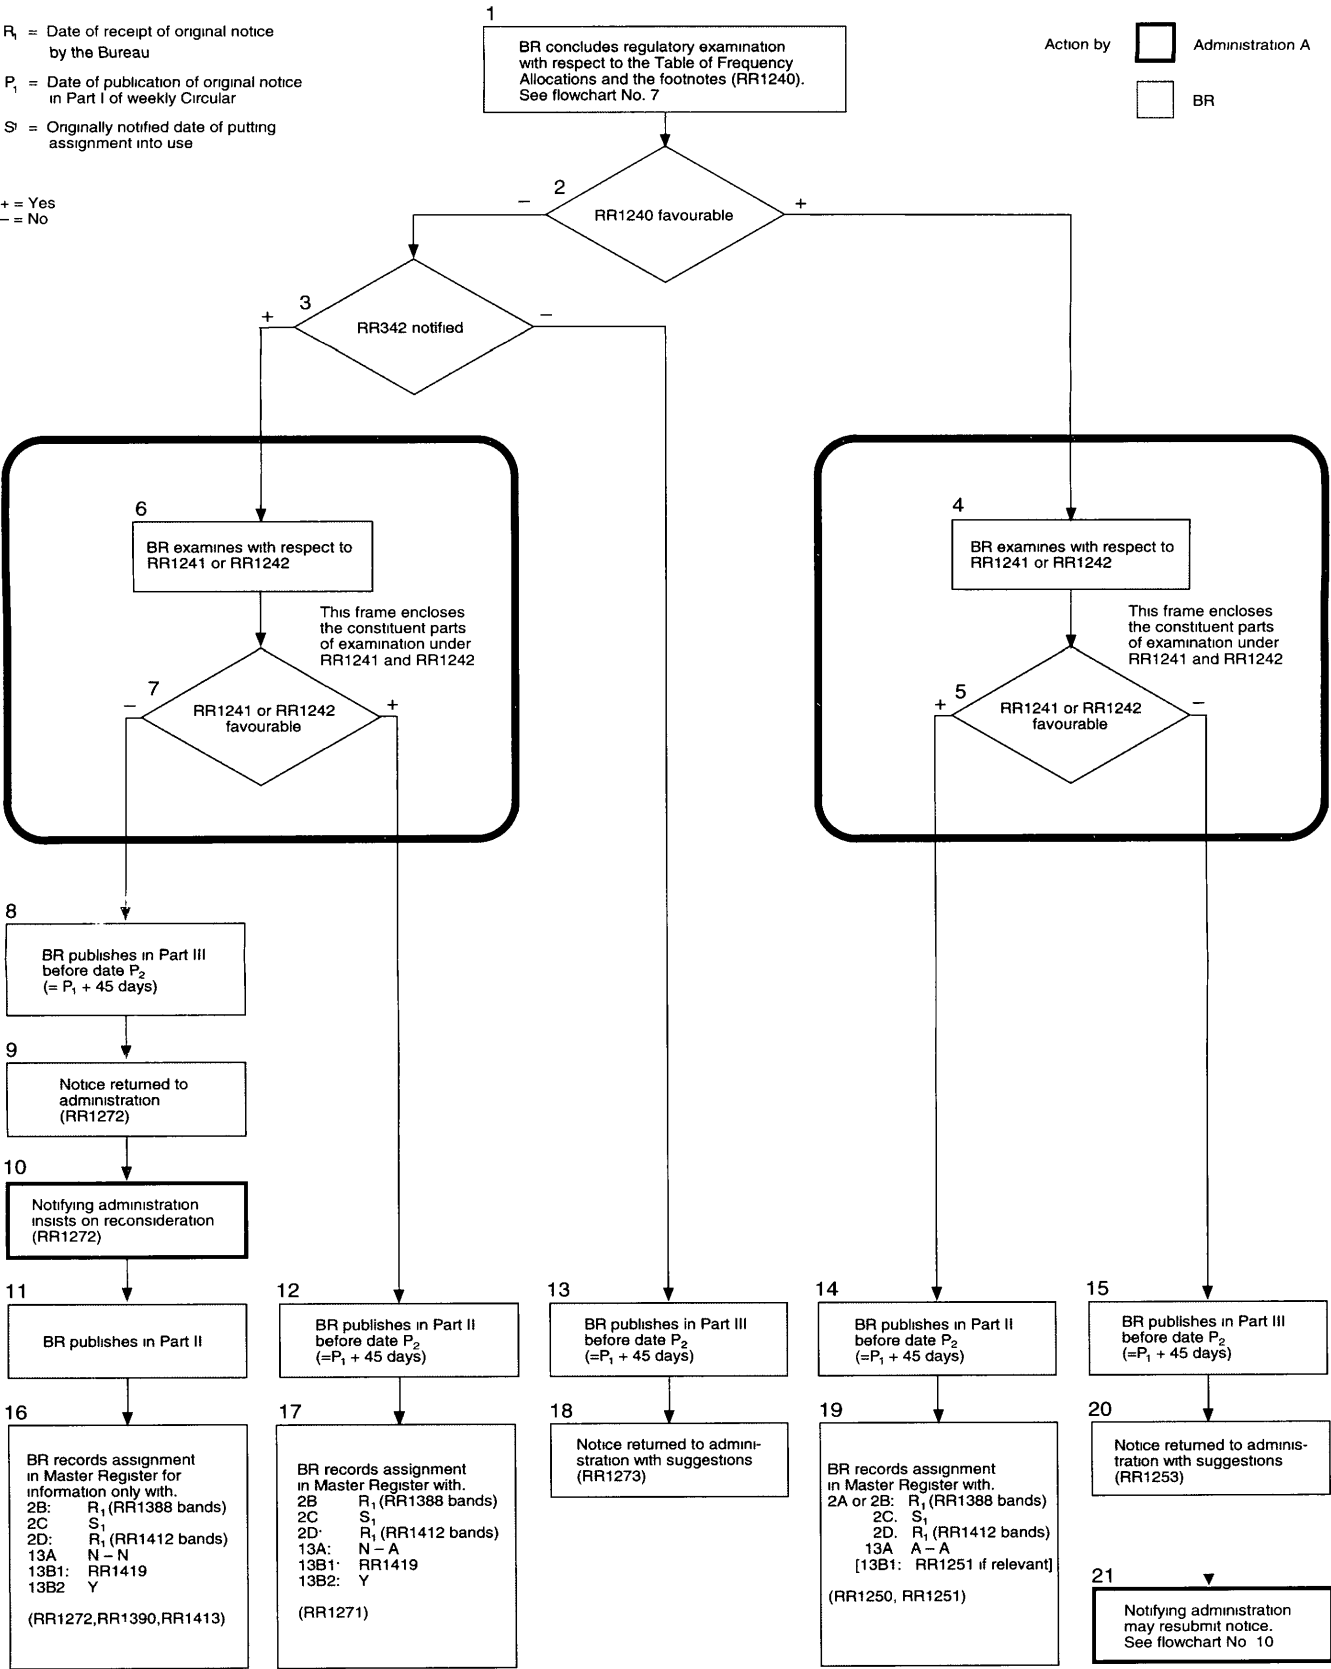 R₁ = Date of receipt of original notice
by the Bureau
P₁ = Date of publication of original notice
in Part I of weekly Circular
S¹ = Originally notified date of putting
assignment into use
+ = Yes
– = No
Action by
Administration A
BR
1
BR concludes regulatory examination
with respect to the Table of Frequency
Allocations and the footnotes (RR1240).
See flowchart No. 7
2
–
RR1240 favourable
+
3
+
RR342 notified
–
6
BR examines with respect to
RR1241 or RR1242
This frame encloses
the constituent parts
of examination under
RR1241 and RR1242
7
–
RR1241 or RR1242
favourable
+
4
BR examines with respect to
RR1241 or RR1242
This frame encloses
the constituent parts
of examination under
RR1241 and RR1242
5
+
RR1241 or RR1242
favourable
–
8
BR publishes in Part III
before date P₂
(= P₁ + 45 days)
9
Notice returned to
administration
(RR1272)
10
Notifying administration
insists on reconsideration
(RR1272)
11
BR publishes in Part II
12
BR publishes in Part II
before date P₂
(=P₁ + 45 days)
13
BR publishes in Part III
before date P₂
(=P₁ + 45 days)
14
BR publishes in Part II
before date P₂
(=P₁ + 45 days)
15
BR publishes in Part III
before date P₂
(=P₁ + 45 days)
16
BR records assignment
in Master Register for
information only with.
2B: R₁ (RR1388 bands)
2C S₁
2D: R₁ (RR1412 bands)
13A N – N
13B1: RR1419
13B2 Y
(RR1272,RR1390,RR1413)
17
BR records assignment
in Master Register with.
2B R₁ (RR1388 bands)
2C S₁
2D· R₁ (RR1412 bands)
13A: N – A
13B1· RR1419
13B2: Y
(RR1271)
18
Notice returned to admini-
stration with suggestions
(RR1273)
19
BR records assignment
in Master Register with.
2A or 2B: R₁ (RR1388 bands)
2C. S₁
2D. R₁ (RR1412 bands)
13A A – A
[13B1: RR1251 if relevant]
(RR1250, RR1251)
20
Notice returned to adminis-
tration with suggestions
(RR1253)
21
Notifying administration
may resubmit notice.
See flowchart No 10